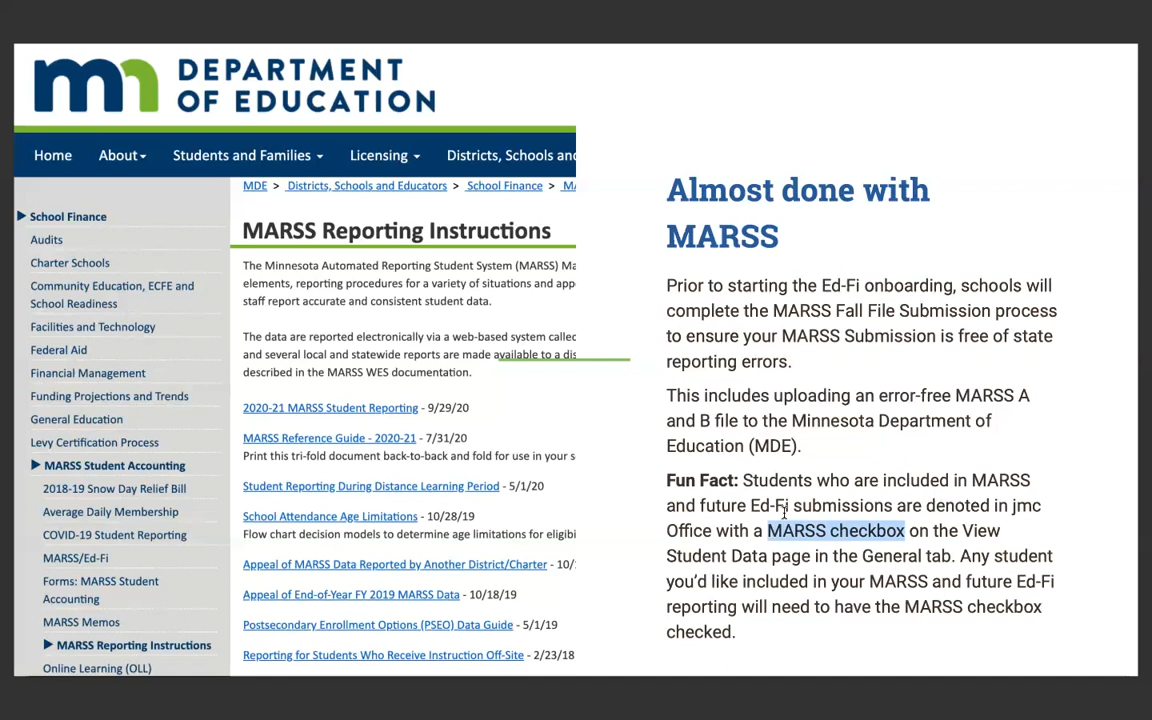 mn DEPARTMENT
OF EDUCATION
Home About Students and Families Licensing Districts, Schools and
School Finance
Audits
Charter Schools
Community Education, ECFE and
School Readiness
Facilities and Technology
Federal Aid
Financial Management
Funding Projections and Trends
General Education
Levy Certification Process
MARSS Student Accounting
2018-19 Snow Day Relief Bill
Average Daily Membership
COVID-19 Student Reporting
MARSS/Ed-Fi
Forms: MARSS Student
Accounting
MARSS Memos
MARSS Reporting Instructions
Online Learning (OLL)
MDE > Districts, Schools and Educators > School Finance >
MARSS Reporting Instructions
The Minnesota Automated Reporting Student System (MARSS) Ma
elements, reporting procedures for a variety of situations and appe
staff report accurate and consistent student data.
The data are reported electronically via a web-based system callec
and several local and statewide reports are made available to a dis
described in the MARSS WES documentation.
2020-21 MARSS Student Reporting - 9/29/20
MARSS Reference Guide - 2020-21 - 7/31/20
Print this tri-fold document back-to-back and fold for use in your s
Student Reporting During Distance Learning Period - 5/1/20
School Attendance Age Limitations - 10/28/19
Flow chart decision models to determine age limitations for eligibi
Appeal of MARSS Data Reported by Another District/Charter - 10/
Appeal of End-of-Year FY 2019 MARSS Data - 10/18/19
Postsecondary Enrollment Options (PSEO) Data Guide - 5/1/19
Reporting for Students Who Receive Instruction Off-Site - 2/23/18
Almost done with
MARSS
Prior to starting the Ed-Fi onboarding, schools will
complete the MARSS Fall File Submission process
to ensure your MARSS Submission is free of state
reporting errors.
This includes uploading an error-free MARSS A
and B file to the Minnesota Department of
Education (MDE).
Fun Fact: Students who are included in MARSS
and future Ed-Fi submissions are denoted in jmc
Office with a MARSS checkbox on the View
Student Data page in the General tab. Any student
you’d like included in your MARSS and future Ed-Fi
reporting will need to have the MARSS checkbox
checked.